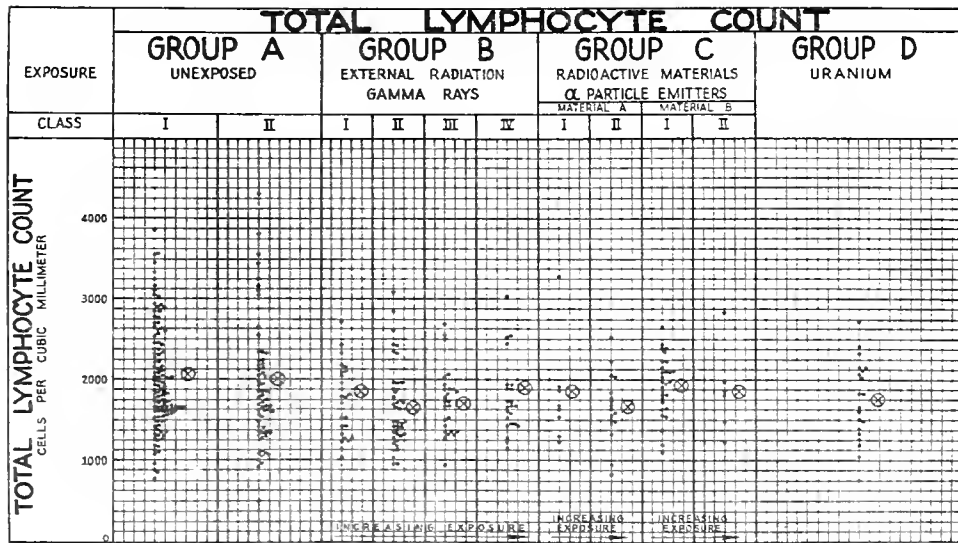 TOTAL LYMPHOCYTE COUNT
EXPOSURE
GROUP A
UNEXPOSED
GROUP B
EXTERNAL RADIATION
GAMMA RAYS
GROUP C
RADIOACTIVE MATERIALS
α PARTICLE EMITTERS
MATERIAL A
MATERIAL B
GROUP D
URANIUM
CLASS
I
II
I
II
III
IV
I
II
I
II
TOTAL LYMPHOCYTE COUNT
CELLS PER CUBIC MILLIMETER
4000
3000
2000
1000
0
INCREASING EXPOSURE
INCREASING
EXPOSURE
INCREASING
EXPOSURE